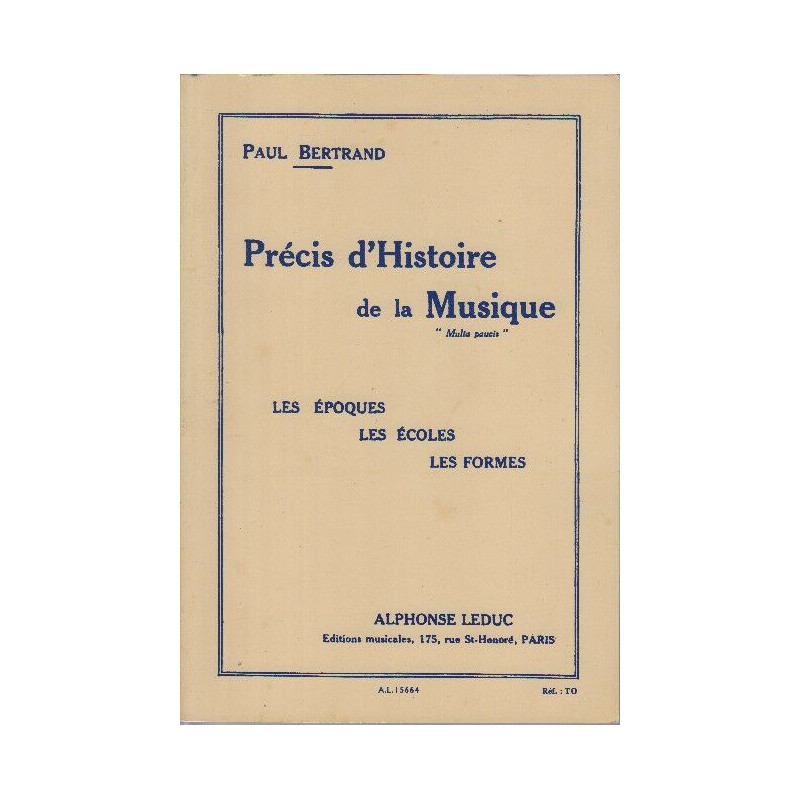 PAUL BERTRAND
Précis d'Histoire
de la Musique
" Multa paucis "
LES ÉPOQUES
LES ÉCOLES
LES FORMES
ALPHONSE LEDUC
Editions musicales, 175, rue St-Honoré, PARIS
A.L.15664 Réf. : TO